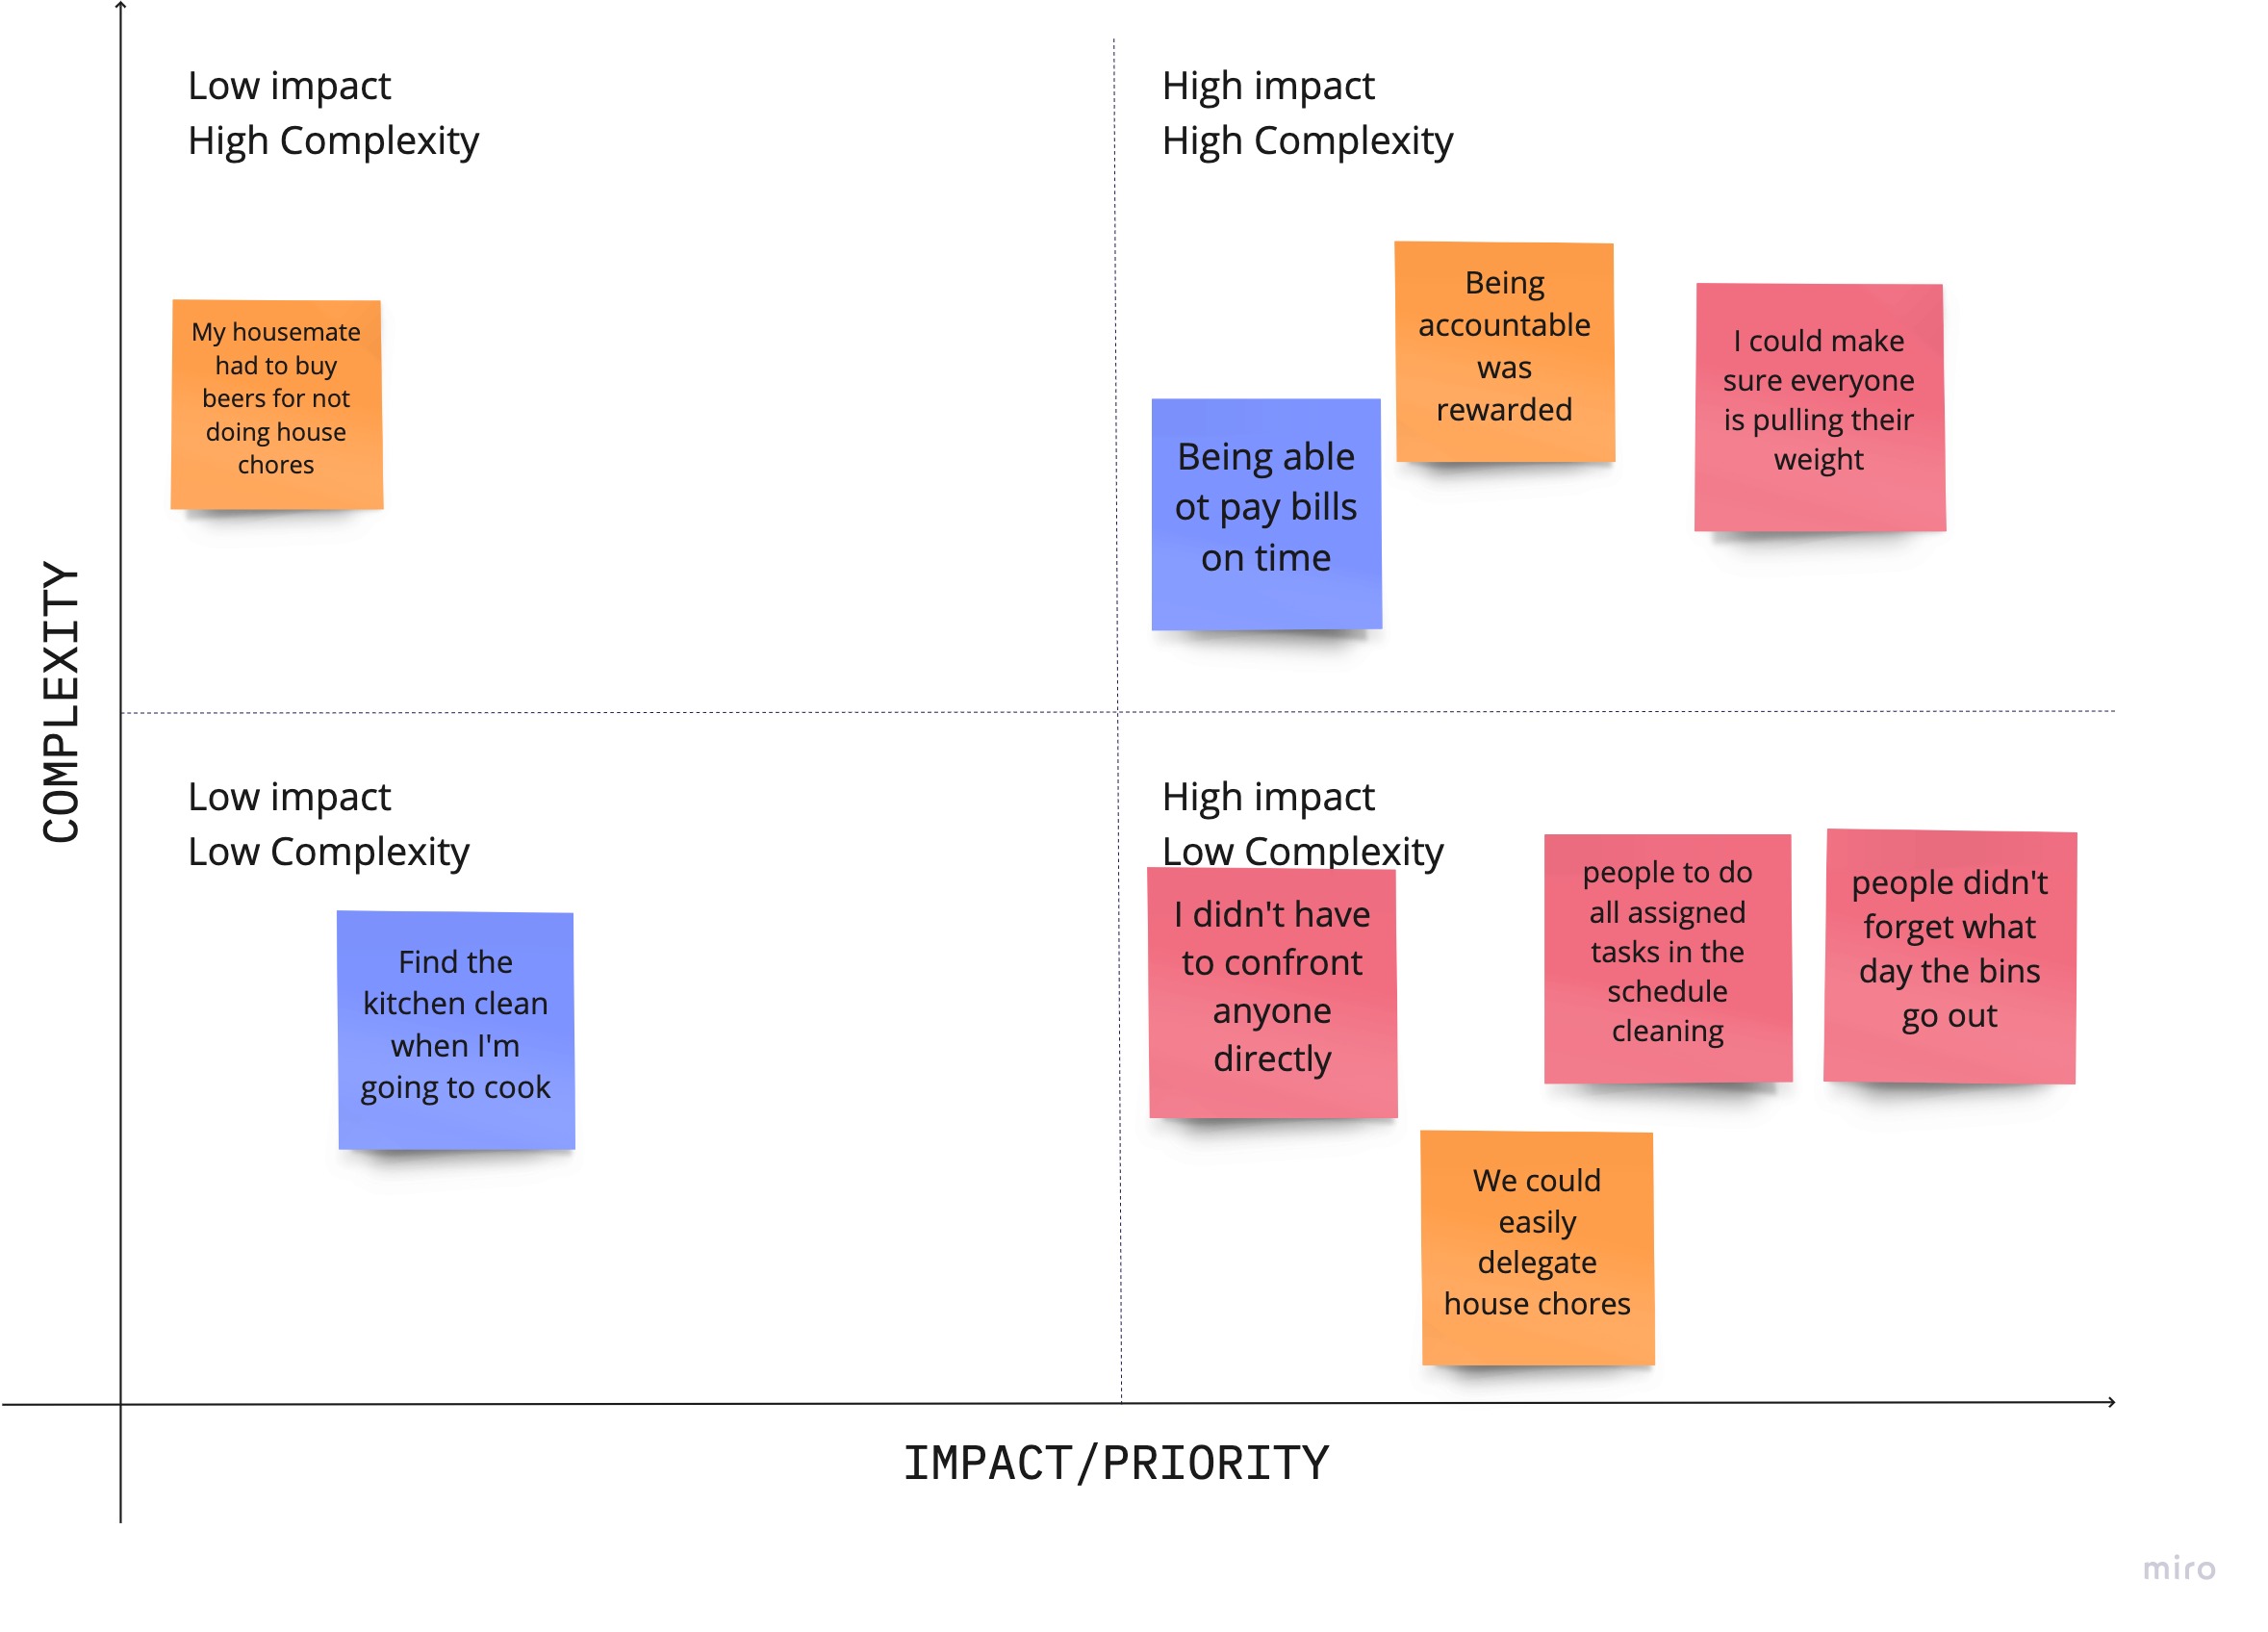 Low impact
High Complexity
High impact
High Complexity
My housemate
had to buy
beers for not
doing house
chores
Being able
ot pay bills
on time
Being
accountable
was
rewarded
I could make
sure everyone
is pulling their
weight
COMPLEXITY
Low impact
Low Complexity
High impact
Low Complexity
Find the
kitchen clean
when I'm
going to cook
I didn't have
to confront
anyone
directly
people to do
all assigned
tasks in the
schedule
cleaning
people didn't
forget what
day the bins
go out
We could
easily
delegate
house chores
IMPACT/PRIORITY
miro